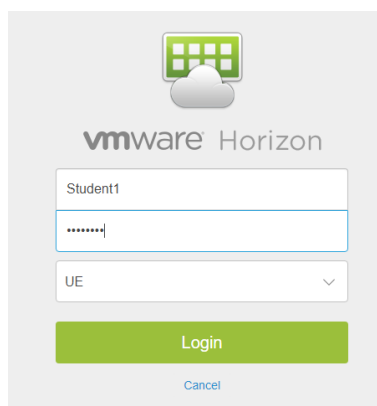 vmware Horizon
Student1
••••••••
UE
Login
Cancel